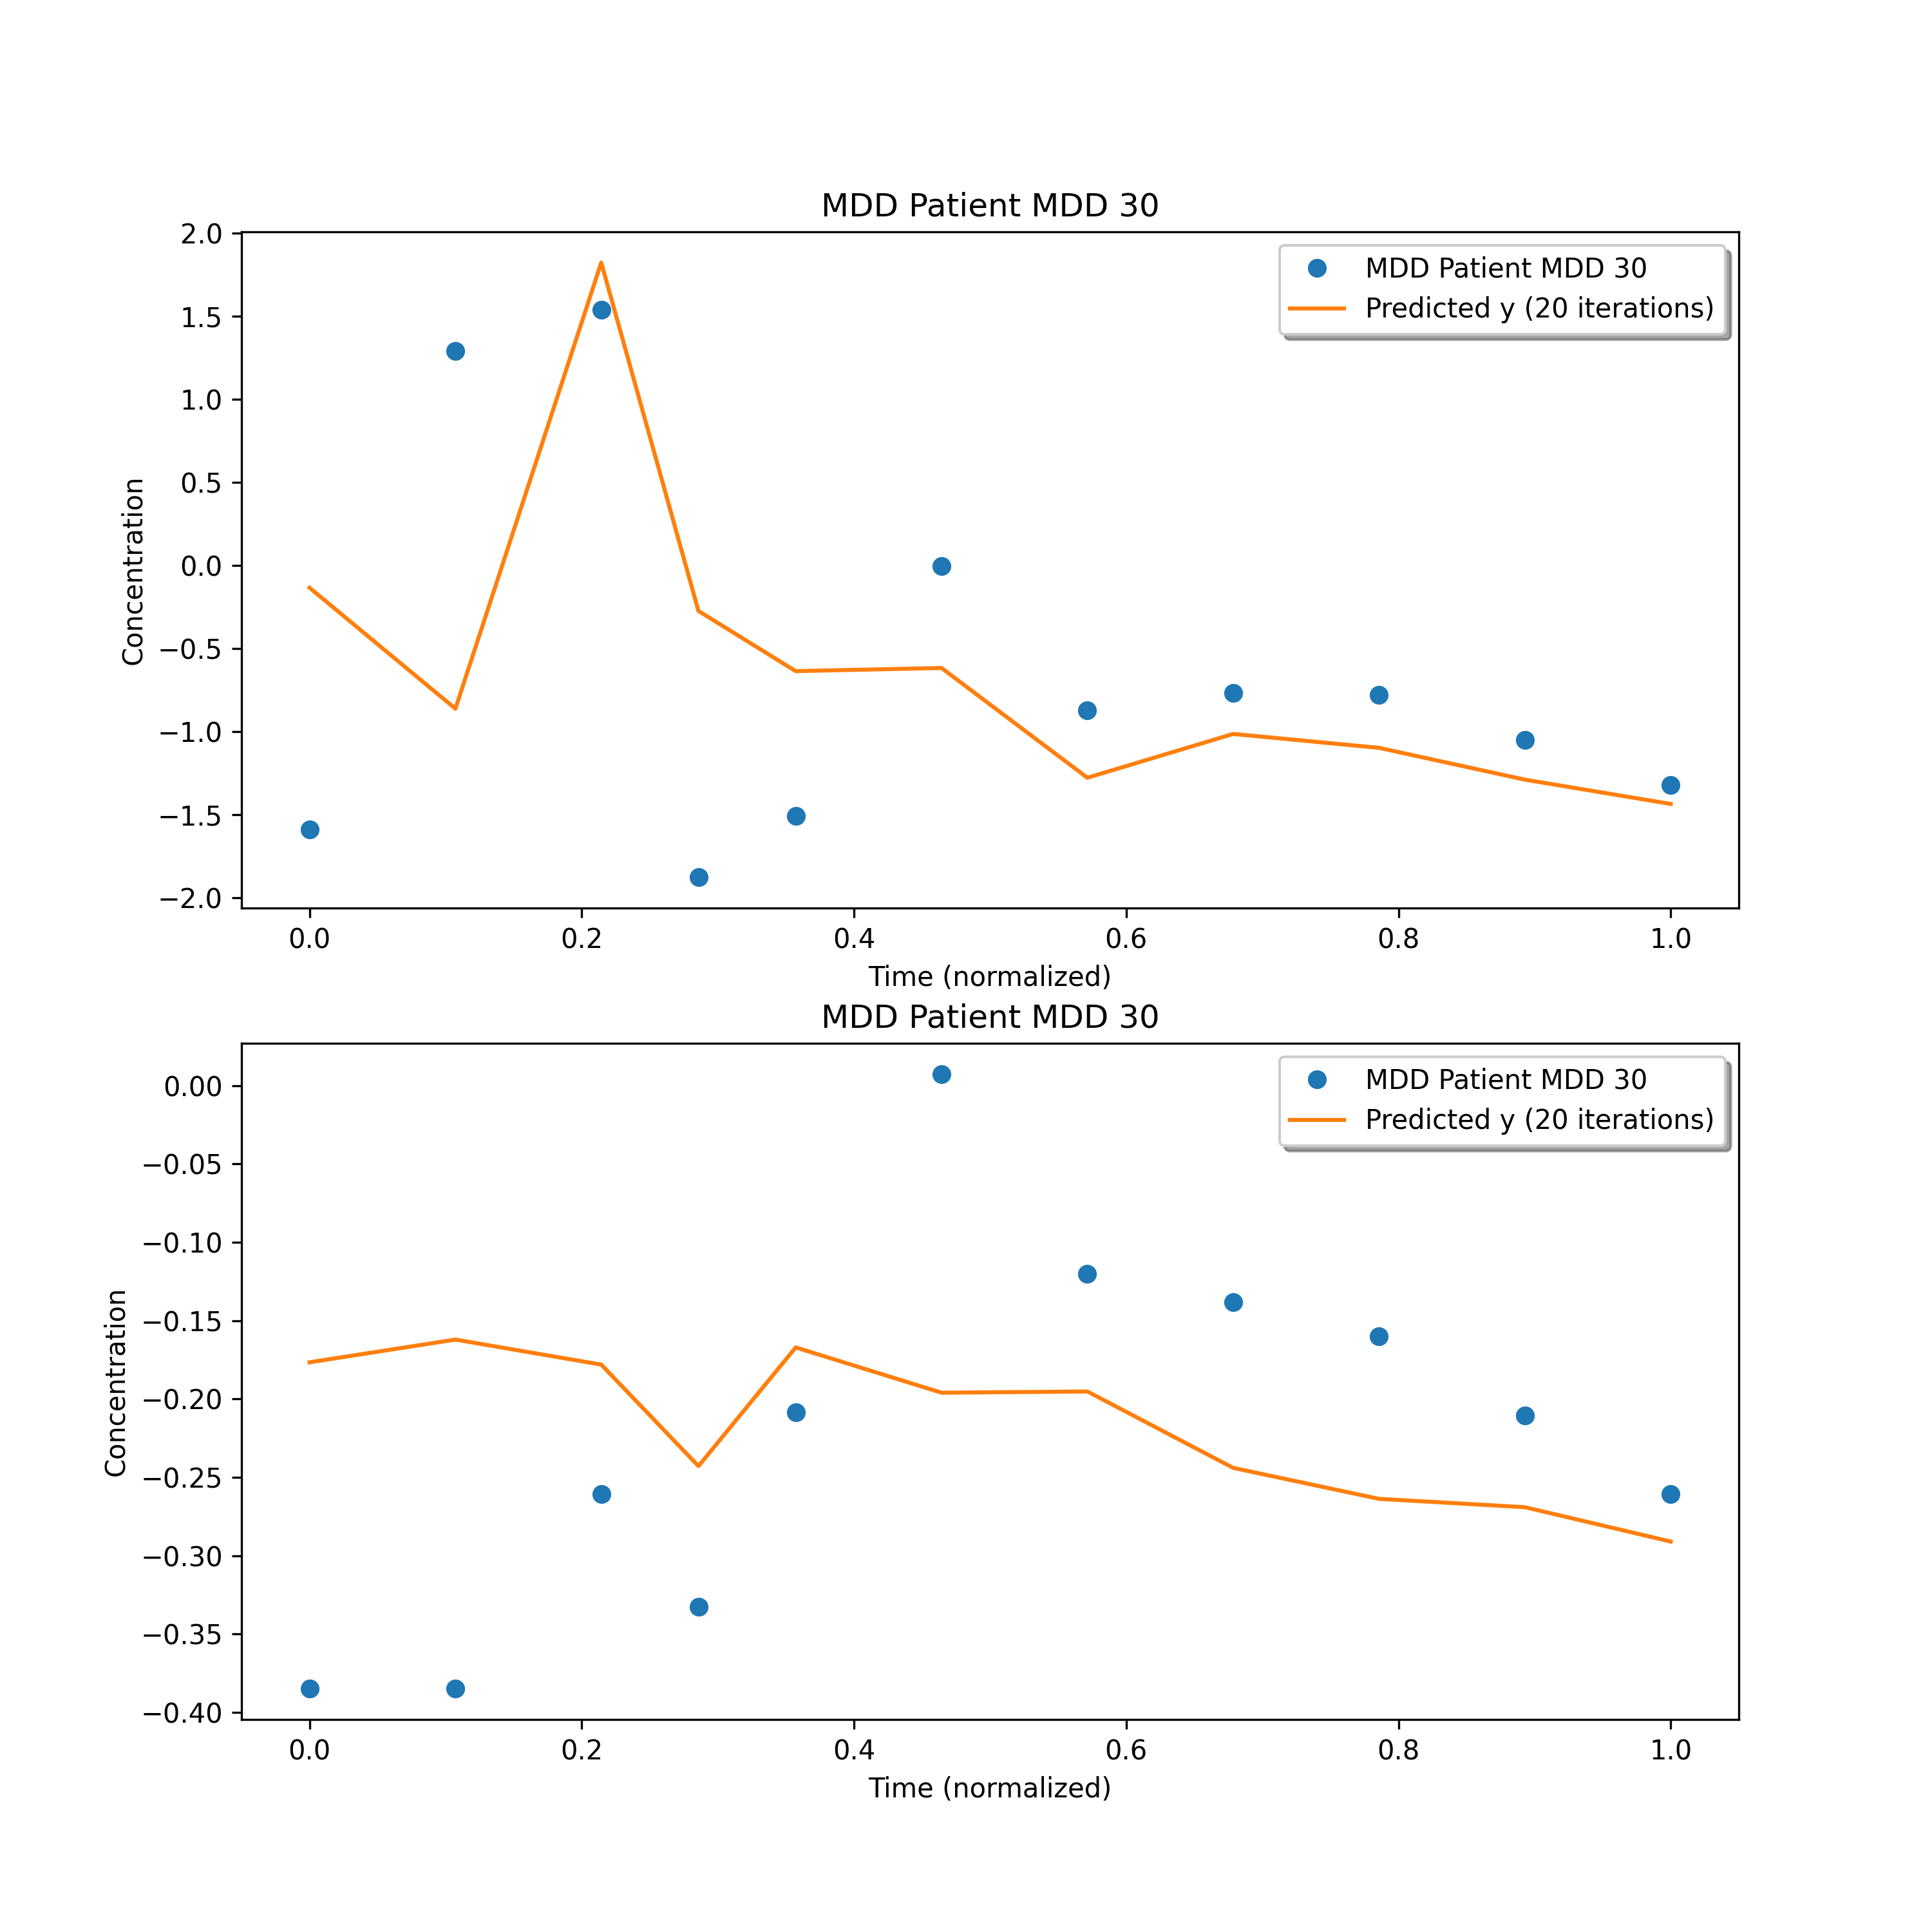 MDD Patient MDD 30
2.0
1.5
1.0
0.5
0.0
−0.5
−1.0
−1.5
−2.0
Concentration
MDD Patient MDD 30
Predicted y (20 iterations)
0.0 0.2 0.4 0.6 0.8 1.0
Time (normalized)
MDD Patient MDD 30
0.00
−0.05
−0.10
−0.15
−0.20
−0.25
−0.30
−0.35
−0.40
Concentration
MDD Patient MDD 30
Predicted y (20 iterations)
0.0 0.2 0.4 0.6 0.8 1.0
Time (normalized)